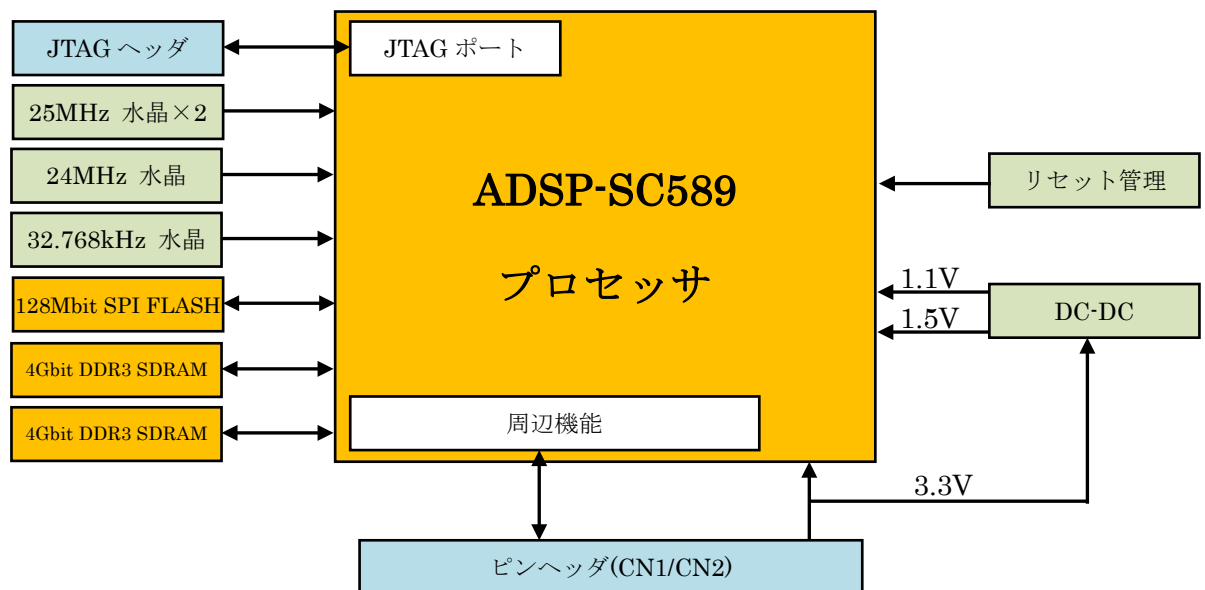 JTAG ヘッダ
JTAG ポート
25MHz 水晶×2
24MHz 水晶
32.768kHz 水晶
128Mbit SPI FLASH
4Gbit DDR3 SDRAM
4Gbit DDR3 SDRAM
ADSP-SC589
プロセッサ
周辺機能
リセット管理
1.1V
1.5V
DC-DC
3.3V
ピンヘッダ(CN1/CN2)